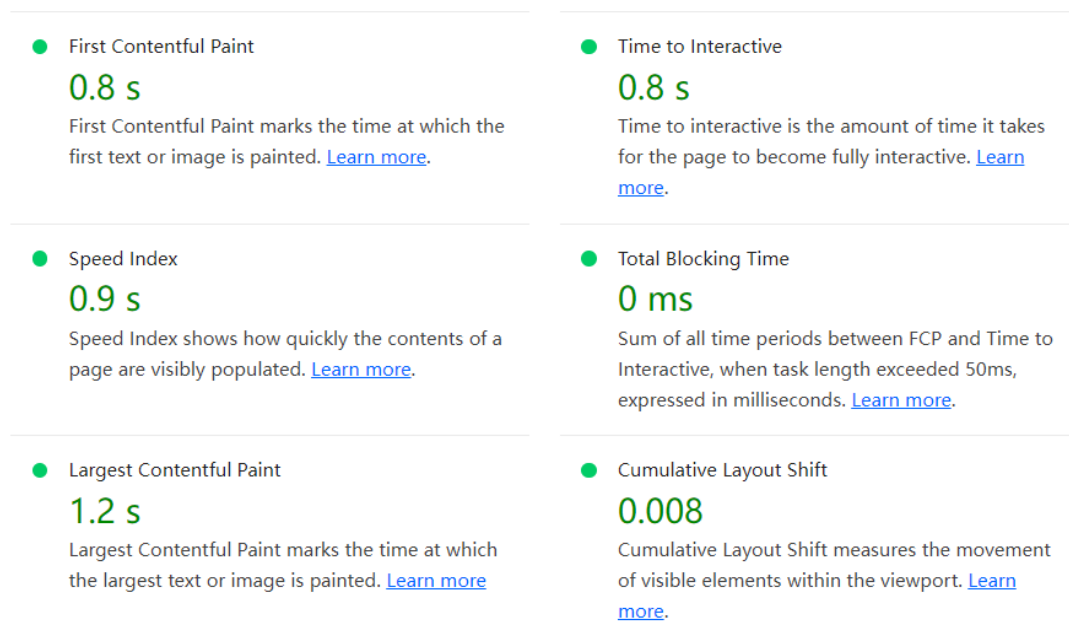 First Contentful Paint
0.8 s
First Contentful Paint marks the time at which the
first text or image is painted. Learn more.
Time to Interactive
0.8 s
Time to interactive is the amount of time it takes
for the page to become fully interactive. Learn
more.
Speed Index
0.9 s
Speed Index shows how quickly the contents of a
page are visibly populated. Learn more.
Total Blocking Time
0 ms
Sum of all time periods between FCP and Time to
Interactive, when task length exceeded 50ms,
expressed in milliseconds. Learn more.
Largest Contentful Paint
1.2 s
Largest Contentful Paint marks the time at which
the largest text or image is painted. Learn more
Cumulative Layout Shift
0.008
Cumulative Layout Shift measures the movement
of visible elements within the viewport. Learn
more.